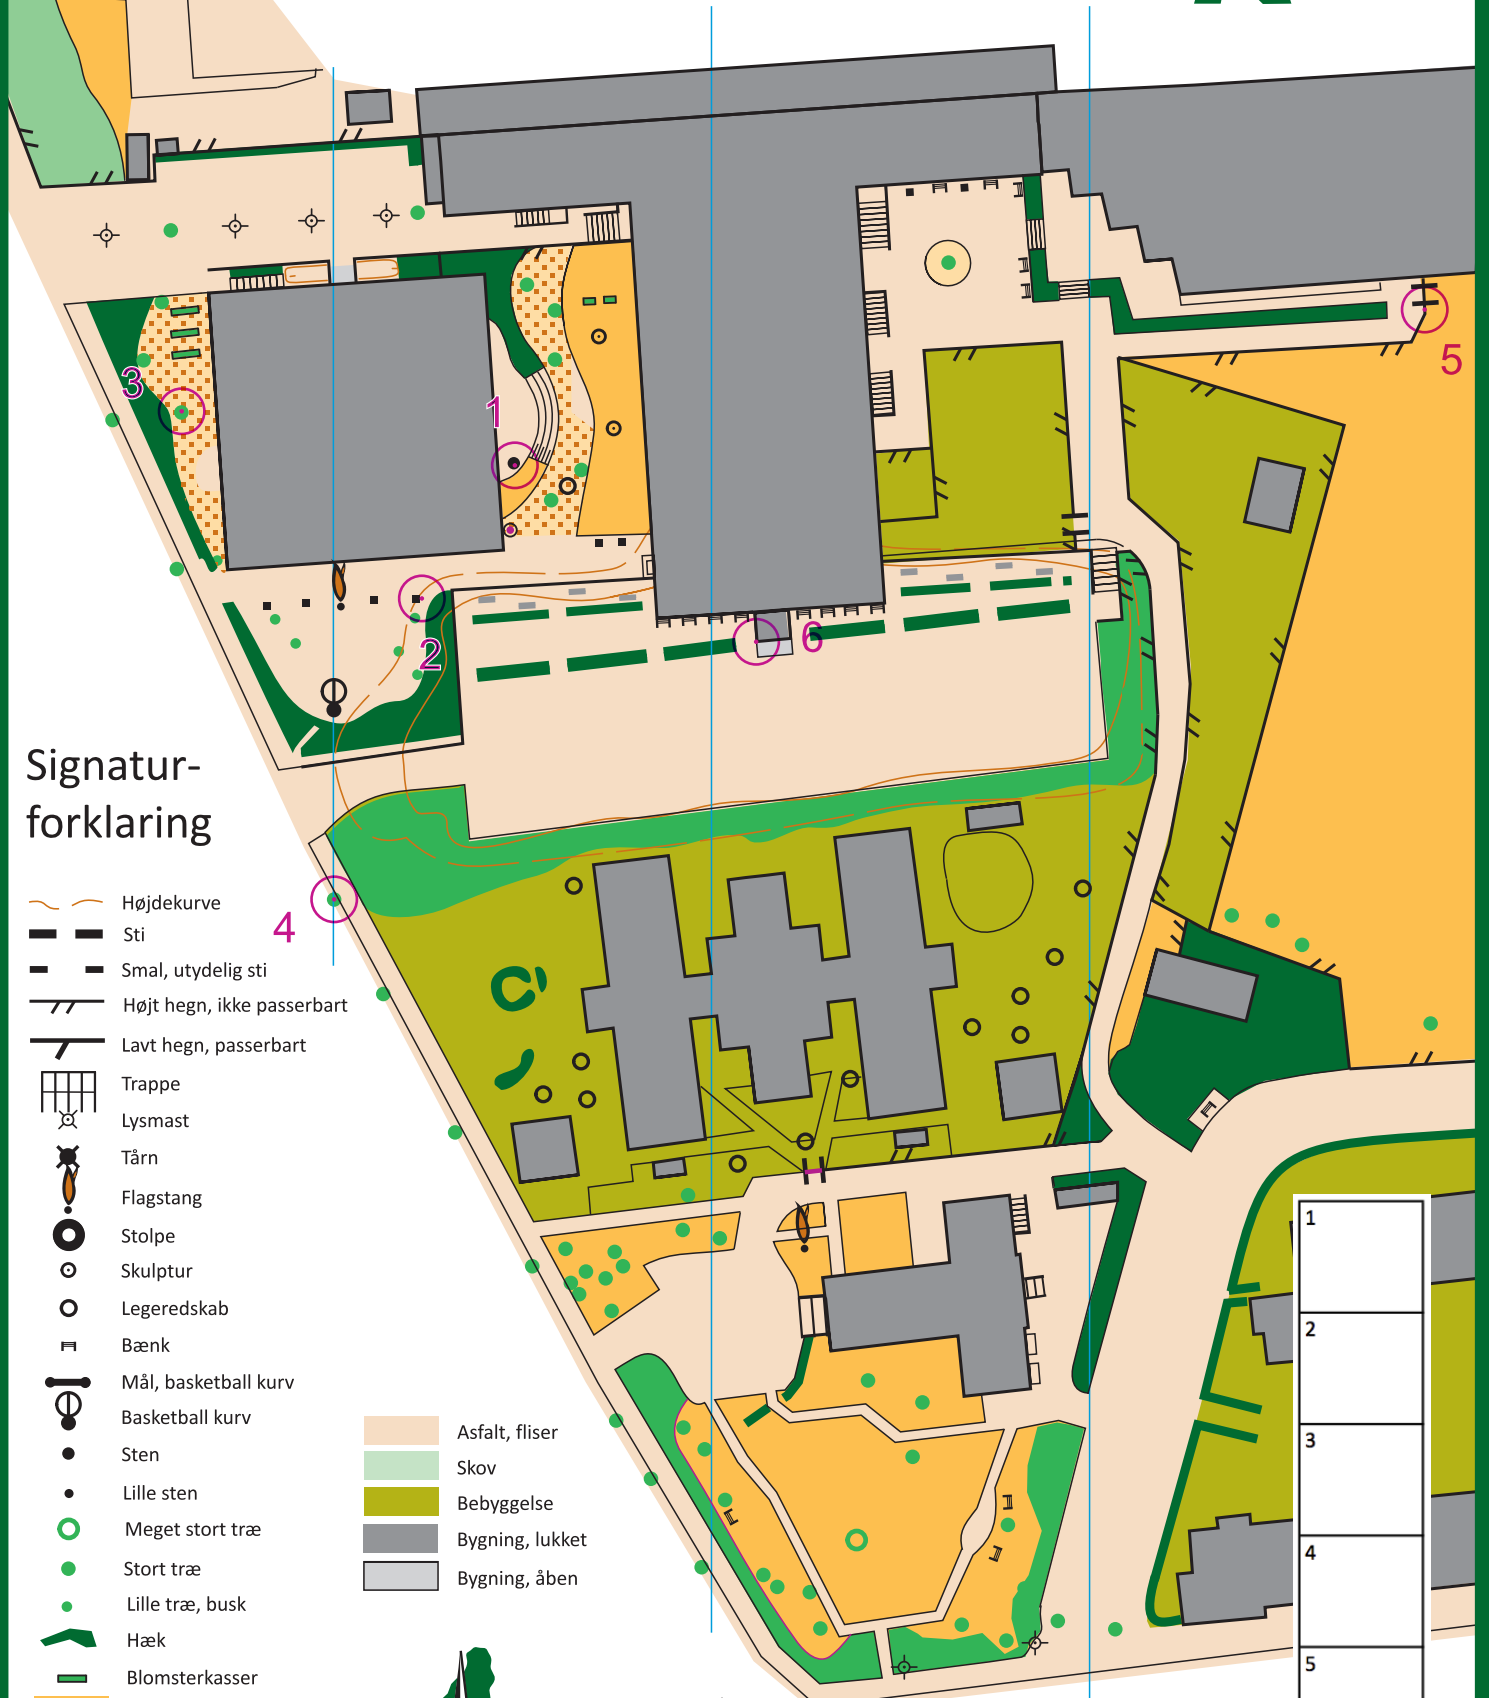 3
1
5
2
6
4
Signatur-
forklaring
Højdekurve
Sti
Smal, utydelig sti
Højt hegn, ikke passerbart
Lavt hegn, passerbart
Trappe
Lysmast
Tårn
Flagstang
Stolpe
Skulptur
Legeredskab
Bænk
Mål, basketball kurv
Basketball kurv
Sten
Lille sten
Meget stort træ
Stort træ
Lille træ, busk
Hæk
Blomsterkasser
Asfalt, fliser
Skov
Bebyggelse
Bygning, lukket
Bygning, åben
1
2
3
4
5